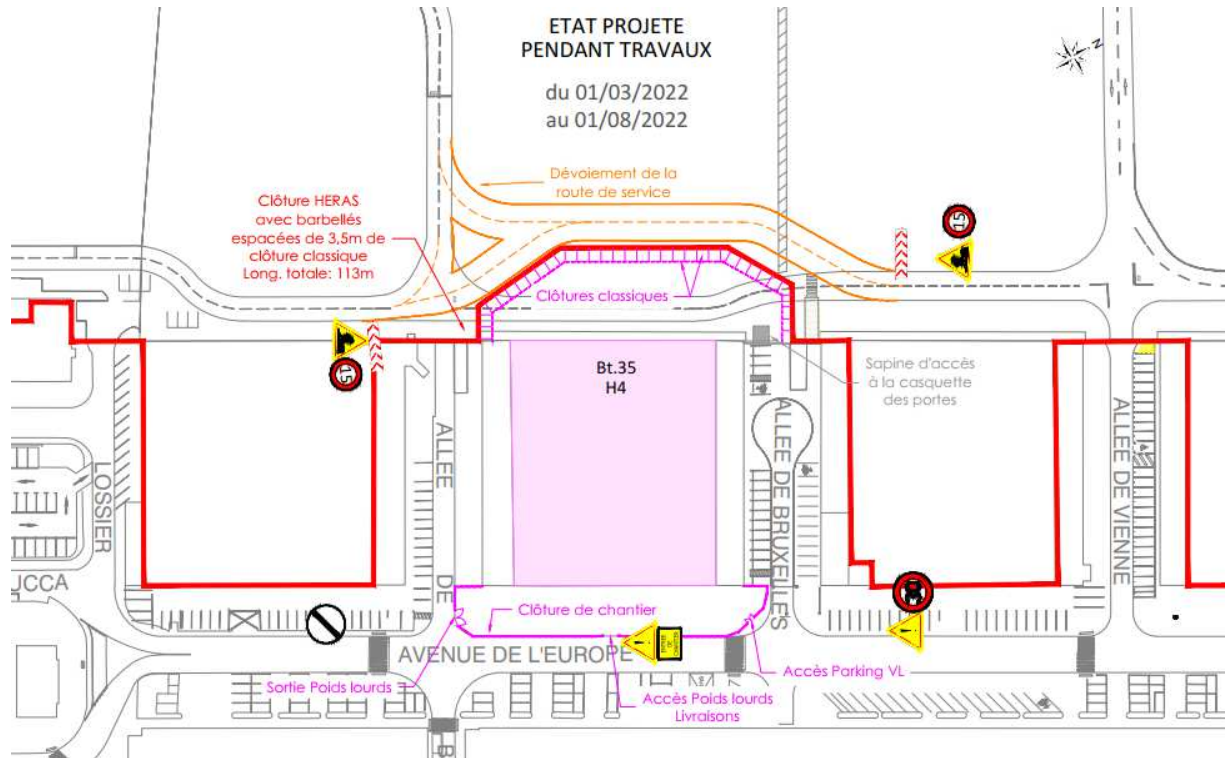 ETAT PROJETE
PENDANT TRAVAUX
du 01/03/2022
au 01/08/2022
N
Dévoiement de la
route de service
Clôture HERAS
avec barbellés
espacées de 3,5m de
clôture classique
Long. totale: 113m
15
Clôtures classiques
15
Bt.35
H4
Sapine d'accès
à la casquette
des portes
ALLEE DE
ALLEE DE BRUXELLES
ALLEE DE VIENNE
LOSSIER
UCCA
Clôture de chantier
AVENUE DE L'EUROPE
Sortie Poids lourds
Accès Parking VL
Accès Poids lourds
Livraisons
B